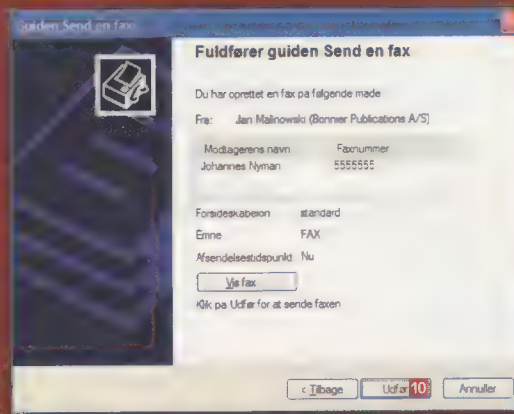 Guiden Send en fax
Fuldfører guiden Send en fax
Du har oprettet en fax på følgende måde
Fra: Jan Malinowski (Bonnier Publications A/S)
Modtagerens navn Faxnummer
Johannes Nyman 5555555
Forsideskabelon standard
Emne FAX
Afsendelsestidspunkt: Nu
Vis fax
Klik på Udfør for at sende faxen
< Tilbage Udfør 10 Annuller